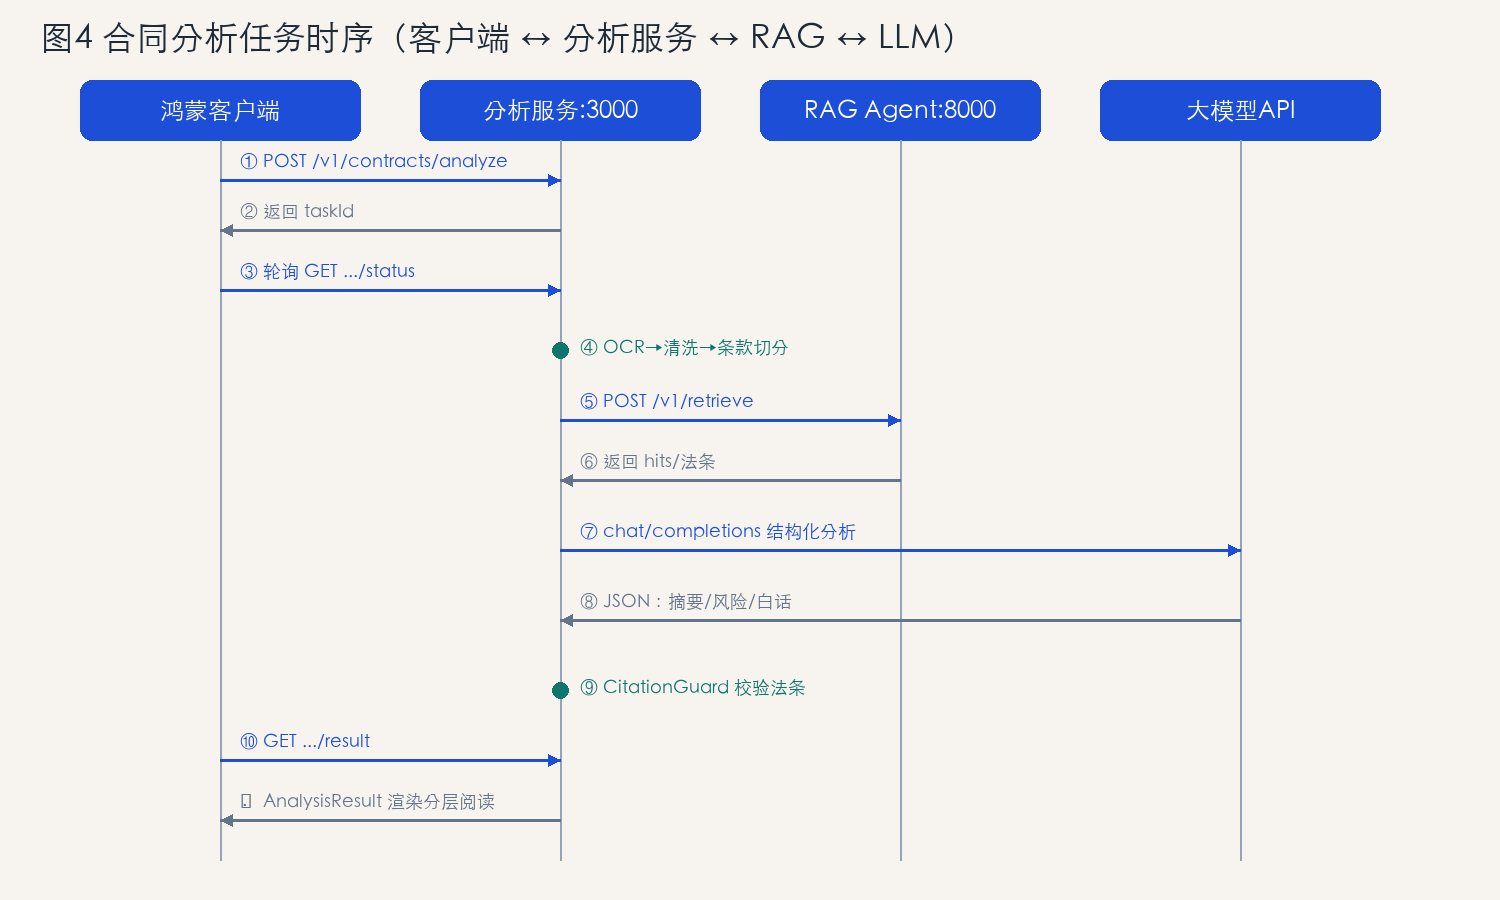 图4 合同分析任务时序（客户端 ↔ 分析服务 ↔ RAG ↔ LLM）
鸿蒙客户端
分析服务:3000
RAG Agent:8000
大模型API
① POST /v1/contracts/analyze
② 返回 taskId
③ 轮询 GET .../status
④ OCR→清洗→条款切分
⑤ POST /v1/retrieve
⑥ 返回 hits/法条
⑦ chat/completions 结构化分析
⑧ JSON：摘要/风险/白话
⑨ CitationGuard 校验法条
⑩ GET .../result
AnalysisResult 渲染分层阅读